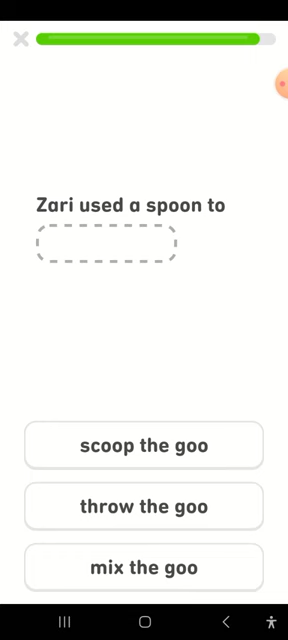 Zari used a spoon to
scoop the goo
throw the goo
mix the goo